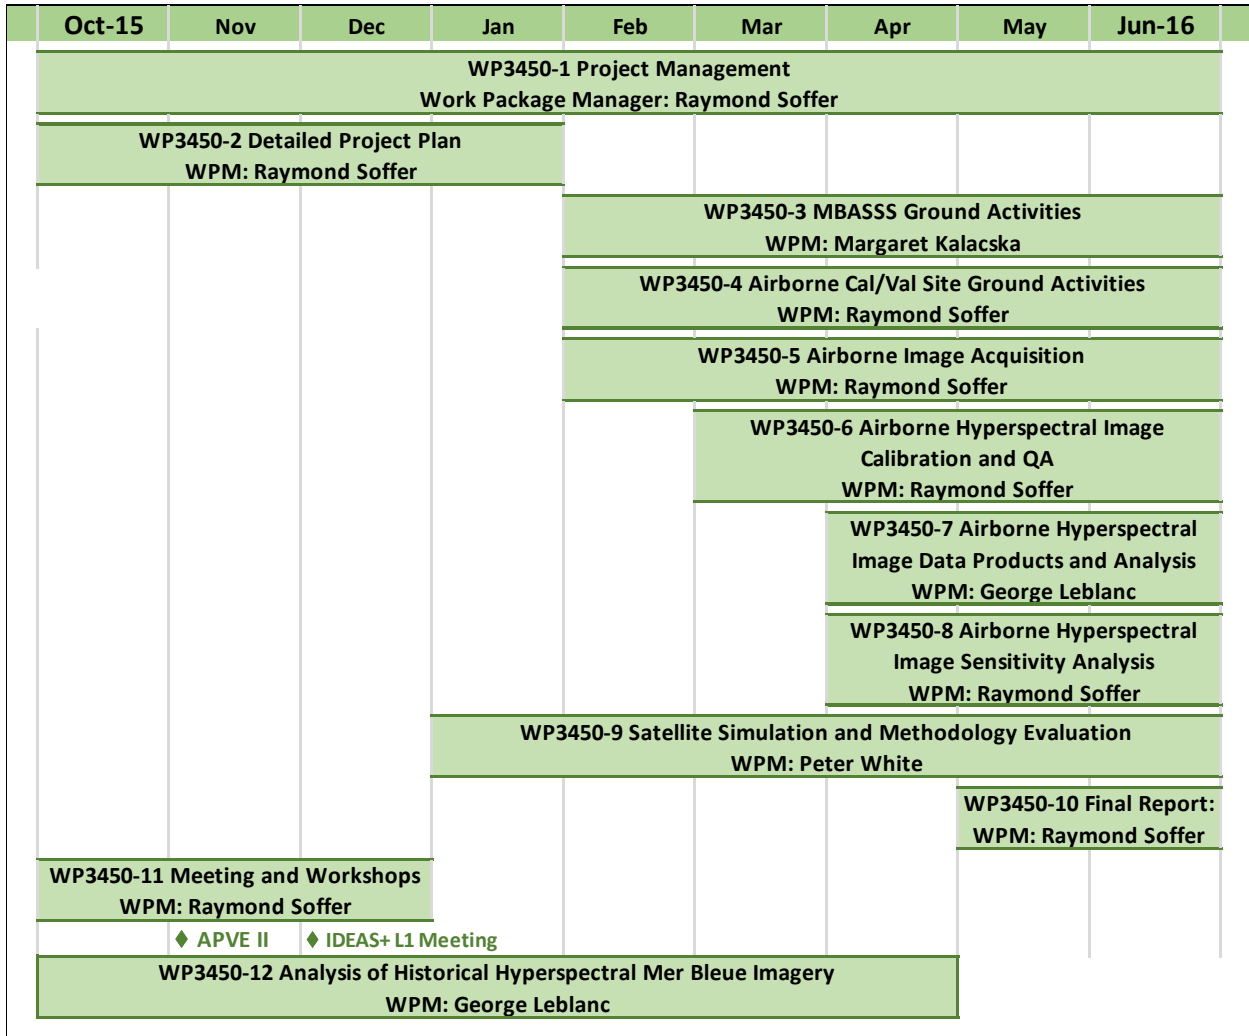 Oct-15 Nov Dec Jan Feb Mar Apr May Jun-16
WP3450-1 Project Management
Work Package Manager: Raymond Soffer
WP3450-2 Detailed Project Plan
WPM: Raymond Soffer
WP3450-3 MBASSS Ground Activities
WPM: Margaret Kalacska
WP3450-4 Airborne Cal/Val Site Ground Activities
WPM: Raymond Soffer
WP3450-5 Airborne Image Acquisition
WPM: Raymond Soffer
WP3450-6 Airborne Hyperspectral Image
Calibration and QA
WPM: Raymond Soffer
WP3450-7 Airborne Hyperspectral
Image Data Products and Analysis
WPM: George Leblanc
WP3450-8 Airborne Hyperspectral
Image Sensitivity Analysis
WPM: Raymond Soffer
WP3450-9 Satellite Simulation and Methodology Evaluation
WPM: Peter White
WP3450-10 Final Report:
WPM: Raymond Soffer
WP3450-11 Meeting and Workshops
WPM: Raymond Soffer
♦ APVE II ♦ IDEAS+ L1 Meeting
WP3450-12 Analysis of Historical Hyperspectral Mer Bleue Imagery
WPM: George Leblanc